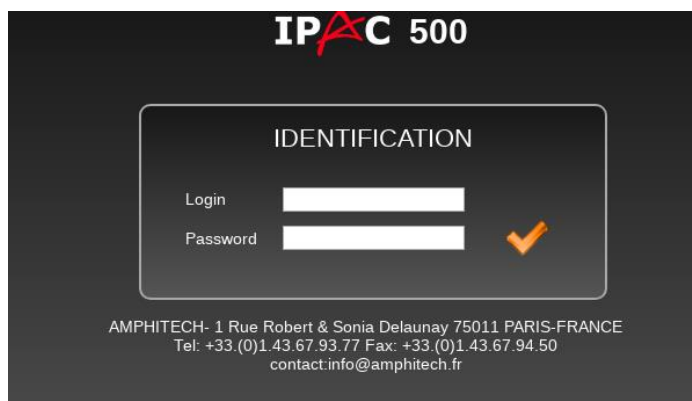 IPAC 500
IDENTIFICATION
Login
Password
AMPHITECH- 1 Rue Robert & Sonia Delaunay 75011 PARIS-FRANCE
Tel: +33.(0)1.43.67.93.77 Fax: +33.(0)1.43.67.94.50
contact:info@amphitech.fr